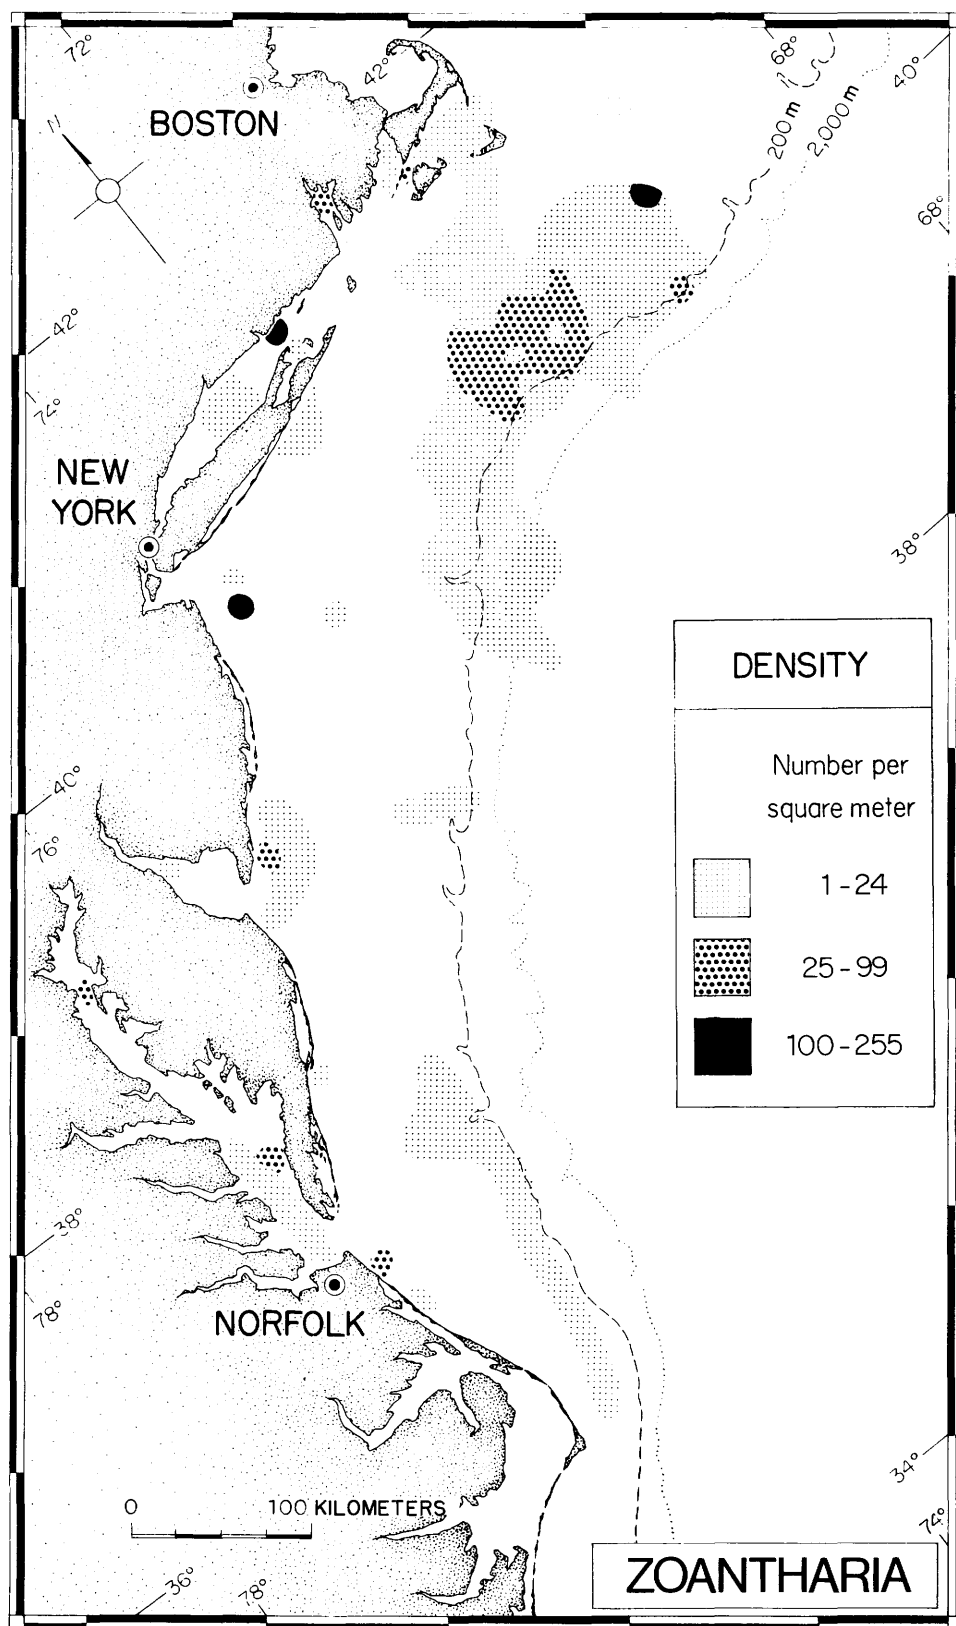 72°
42°
68°
40°
BOSTON
N
200 m
2,000 m
68°
42°
74°
NEW
YORK
38°
DENSITY
Number per
square meter
1-24
25-99
100-255
40°
76°
38°
78°
NORFOLK
34°
74°
0 100 KILOMETERS
36°
78°
ZOANTHARIA